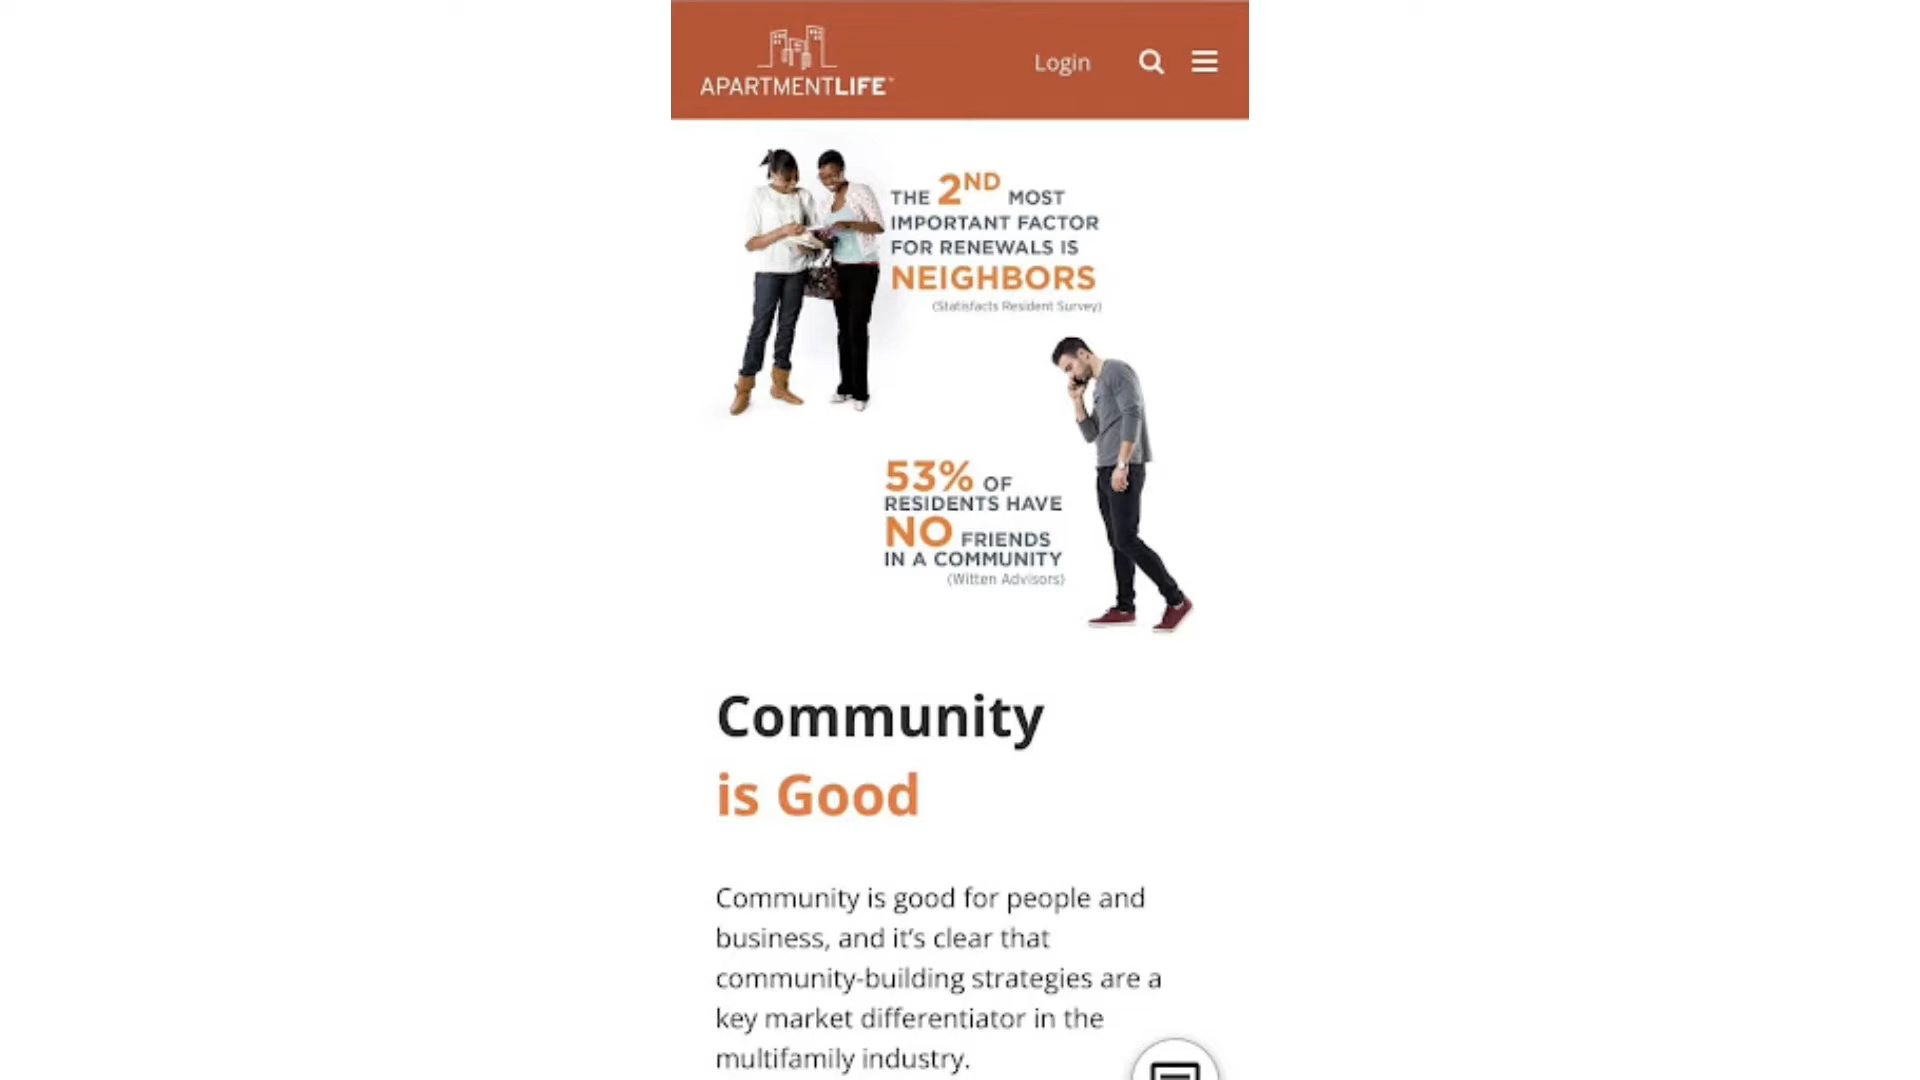 APARTMENTLIFE
Login
THE 2ND MOST
IMPORTANT FACTOR
FOR RENEWALS IS
NEIGHBORS
(Statisfacts Resident Survey)
53% OF
RESIDENTS HAVE
NO FRIENDS
IN A COMMUNITY
(Witten Advisors)
Community
is Good
Community is good for people and
business, and it's clear that
community-building strategies are a
key market differentiator in the
multifamily industry.